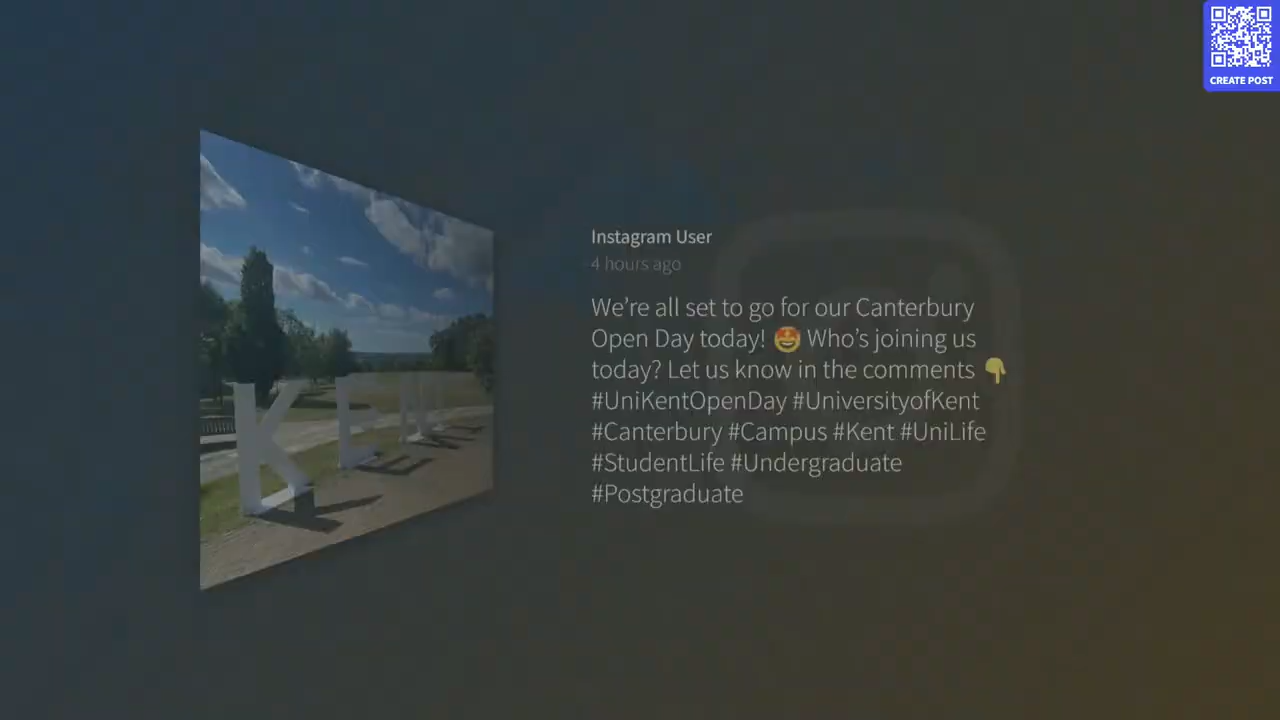 CREATE POST
KENT
Instagram User
4 hours ago
We’re all set to go for our Canterbury
Open Day today! 🤩 Who’s joining us
today? Let us know in the comments 👇
#UniKentOpenDay #UniversityofKent
#Canterbury #Campus #Kent #UniLife
#StudentLife #Undergraduate
#Postgraduate